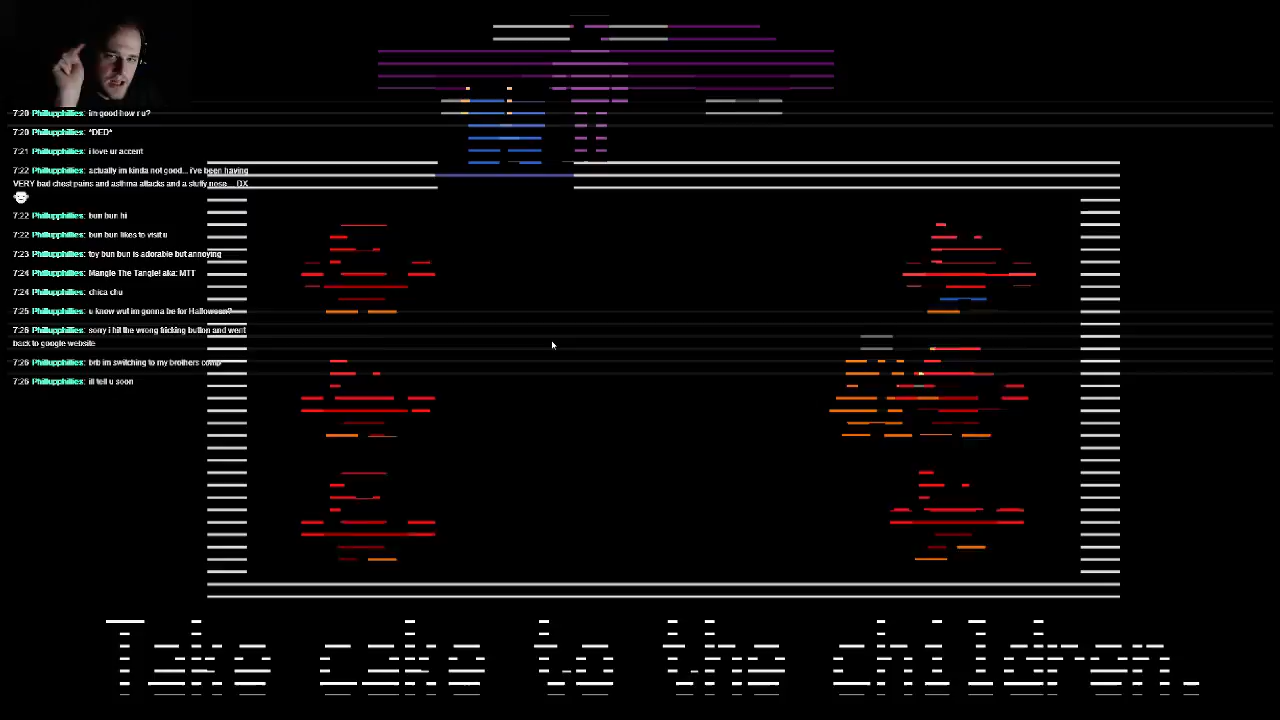 7:20 Phillupphillies: im good how r u?
7:20 Phillupphillies: *DED*
7:21 Phillupphillies: i love ur accent
7:22 Phillupphillies: actually im kinda not good... i've been having
VERY bad chest pains and asthma attacks and a stuffy nose... DX
7:22 Phillupphillies: bun bun hi
7:22 Phillupphillies: bun bun likes to visit u
7:23 Phillupphillies: toy bun bun is adorable but annoying
7:24 Phillupphillies: Mangle The Tangle! aka: MTT
7:24 Phillupphillies: chica chu
7:25 Phillupphillies: u know wut im gonna be for Halloween?
7:26 Phillupphillies: sorry i hit the wrong fricking button and went
back to google website
7:26 Phillupphillies: brb im switching to my brothers comp
7:26 Phillupphillies: ill tell u soon
Take cake to the children.